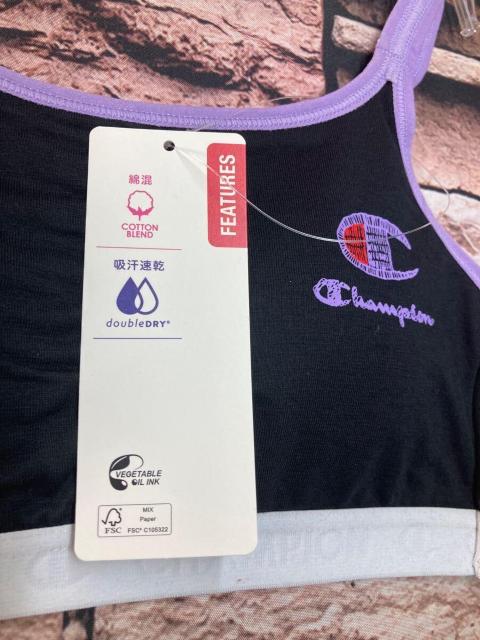 FEATURES
綿混
COTTON
BLEND
吸汗速乾
doubleDRY®
VEGETABLE
OIL INK
FSC
MIX
Paper
FSC® C105322
Champion